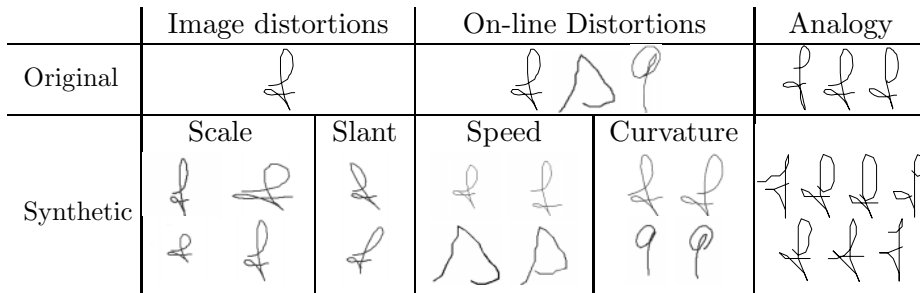 Image distortions On-line Distortions Analogy
Original
Scale Slant Speed Curvature
Synthetic